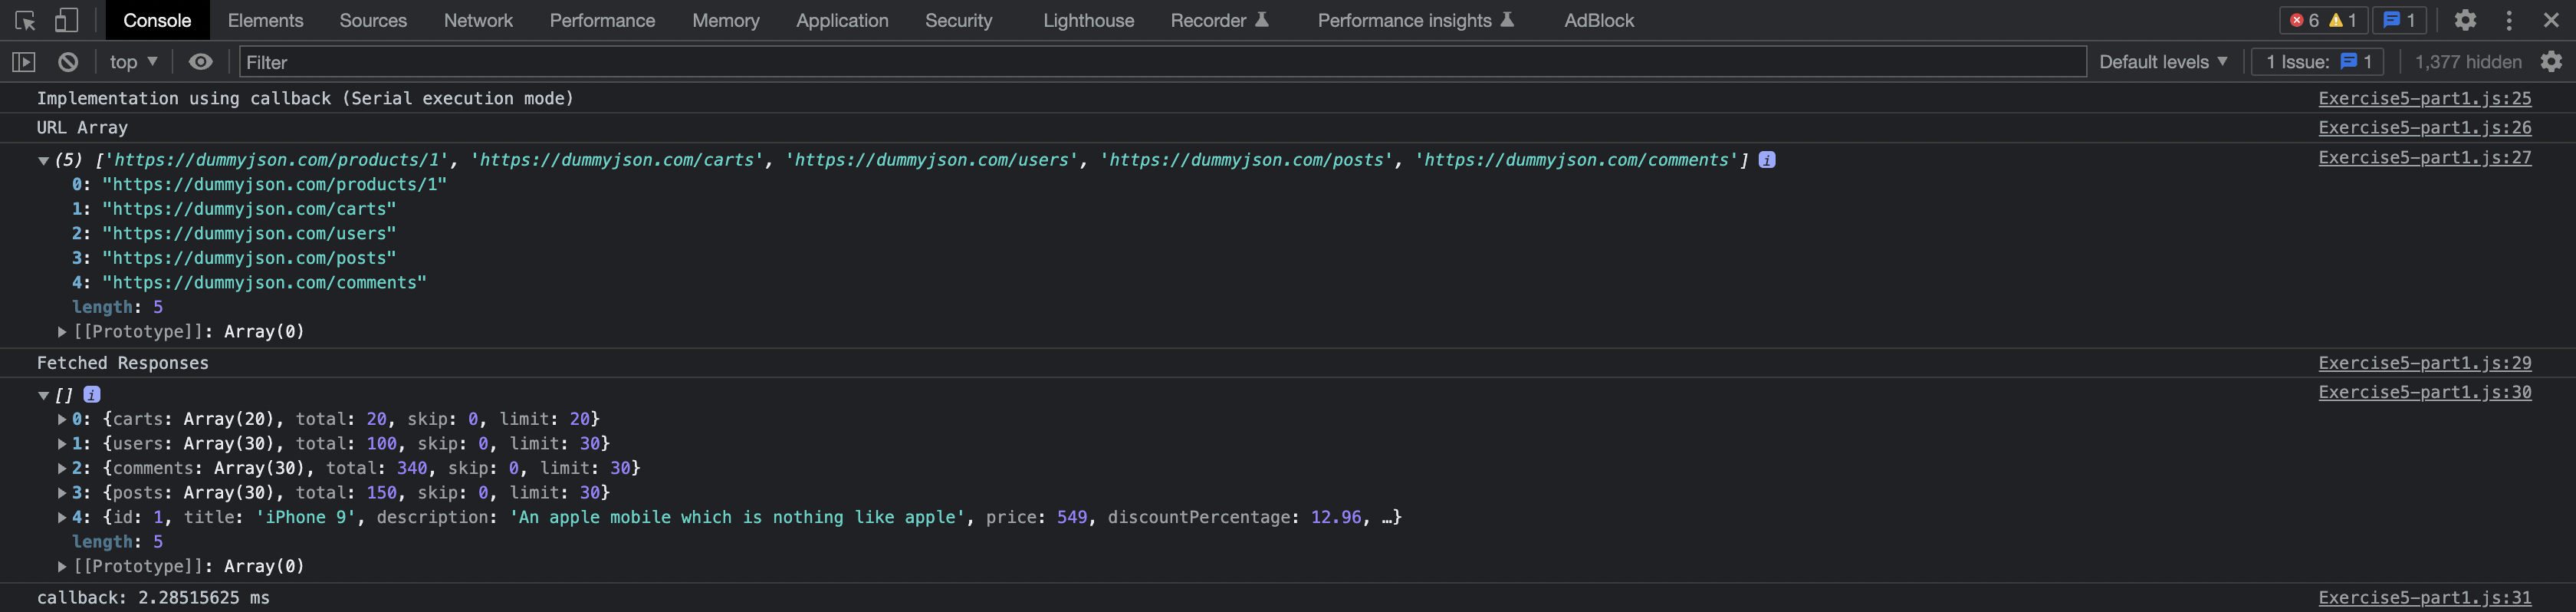 Console Elements Sources Network Performance Memory Application Security Lighthouse Recorder Performance insights AdBlock 6 1 1
top Filter Default levels 1 Issue: 1 1,377 hidden
Implementation using callback (Serial execution mode) Exercise5-part1.js:25
URL Array Exercise5-part1.js:26
(5) ['https://dummyjson.com/products/1', 'https://dummyjson.com/carts', 'https://dummyjson.com/users', 'https://dummyjson.com/posts', 'https://dummyjson.com/comments'] i Exercise5-part1.js:27
0: "https://dummyjson.com/products/1"
1: "https://dummyjson.com/carts"
2: "https://dummyjson.com/users"
3: "https://dummyjson.com/posts"
4: "https://dummyjson.com/comments"
length: 5
[[Prototype]]: Array(0)
Fetched Responses Exercise5-part1.js:29
[] i Exercise5-part1.js:30
0: {carts: Array(20), total: 20, skip: 0, limit: 20}
1: {users: Array(30), total: 100, skip: 0, limit: 30}
2: {comments: Array(30), total: 340, skip: 0, limit: 30}
3: {posts: Array(30), total: 150, skip: 0, limit: 30}
4: {id: 1, title: 'iPhone 9', description: 'An apple mobile which is nothing like apple', price: 549, discountPercentage: 12.96, …}
length: 5
[[Prototype]]: Array(0)
callback: 2.28515625 ms Exercise5-part1.js:31